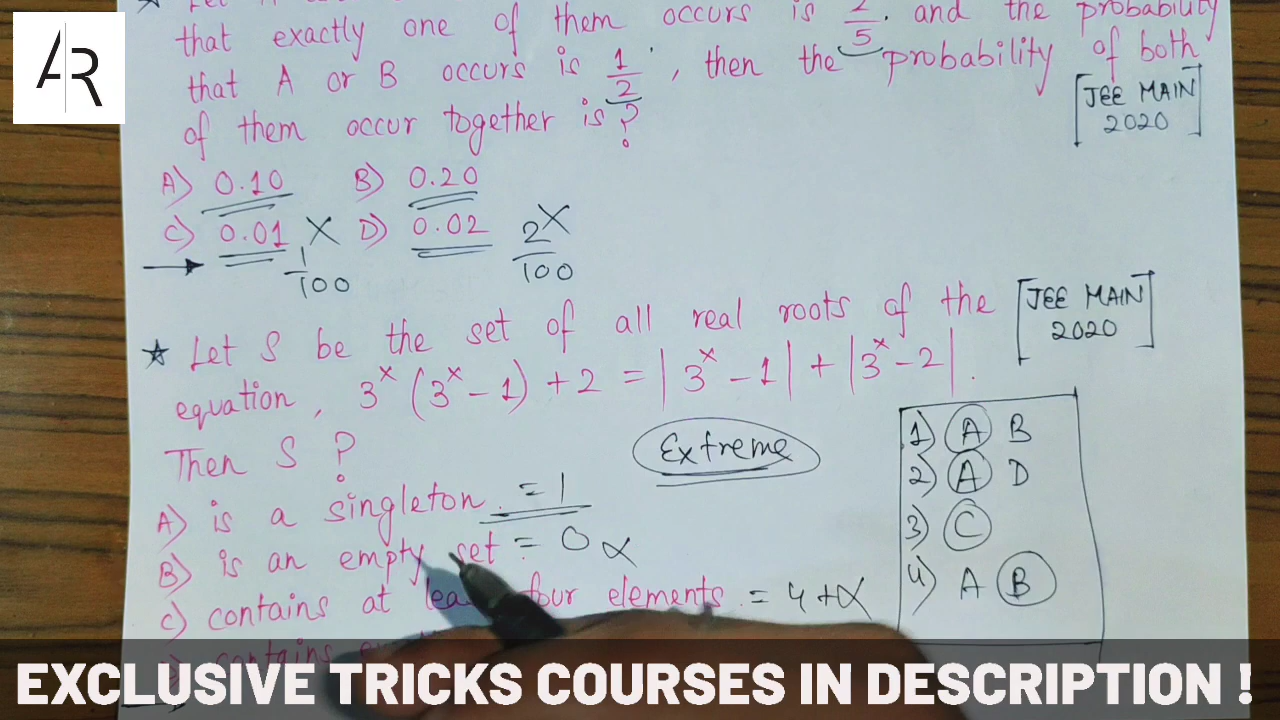 AR
★ Let A
that exactly one of them occurs is 2/5. and the probability
that A or B occurs is 1/2, then the probability of both
of them occur together is ?
[JEE MAIN
2020]
A) 0.10 B) 0.20
C) 0.01 X D) 0.02 X
→ 1/100 2/100
★ Let S be the set of all real roots of the
equation, 3^x (3^x - 1) + 2 = |3^x - 1| + |3^x - 2|.
[JEE MAIN
2020]
Then S ?
Extreme
A) is a singleton. = 1
B) is an empty set = 0 α
C) contains at lea four elements = 4 + α
contains
1) A B
2) A D
3) C
4) A B
EXCLUSIVE TRICKS COURSES IN DESCRIPTION !